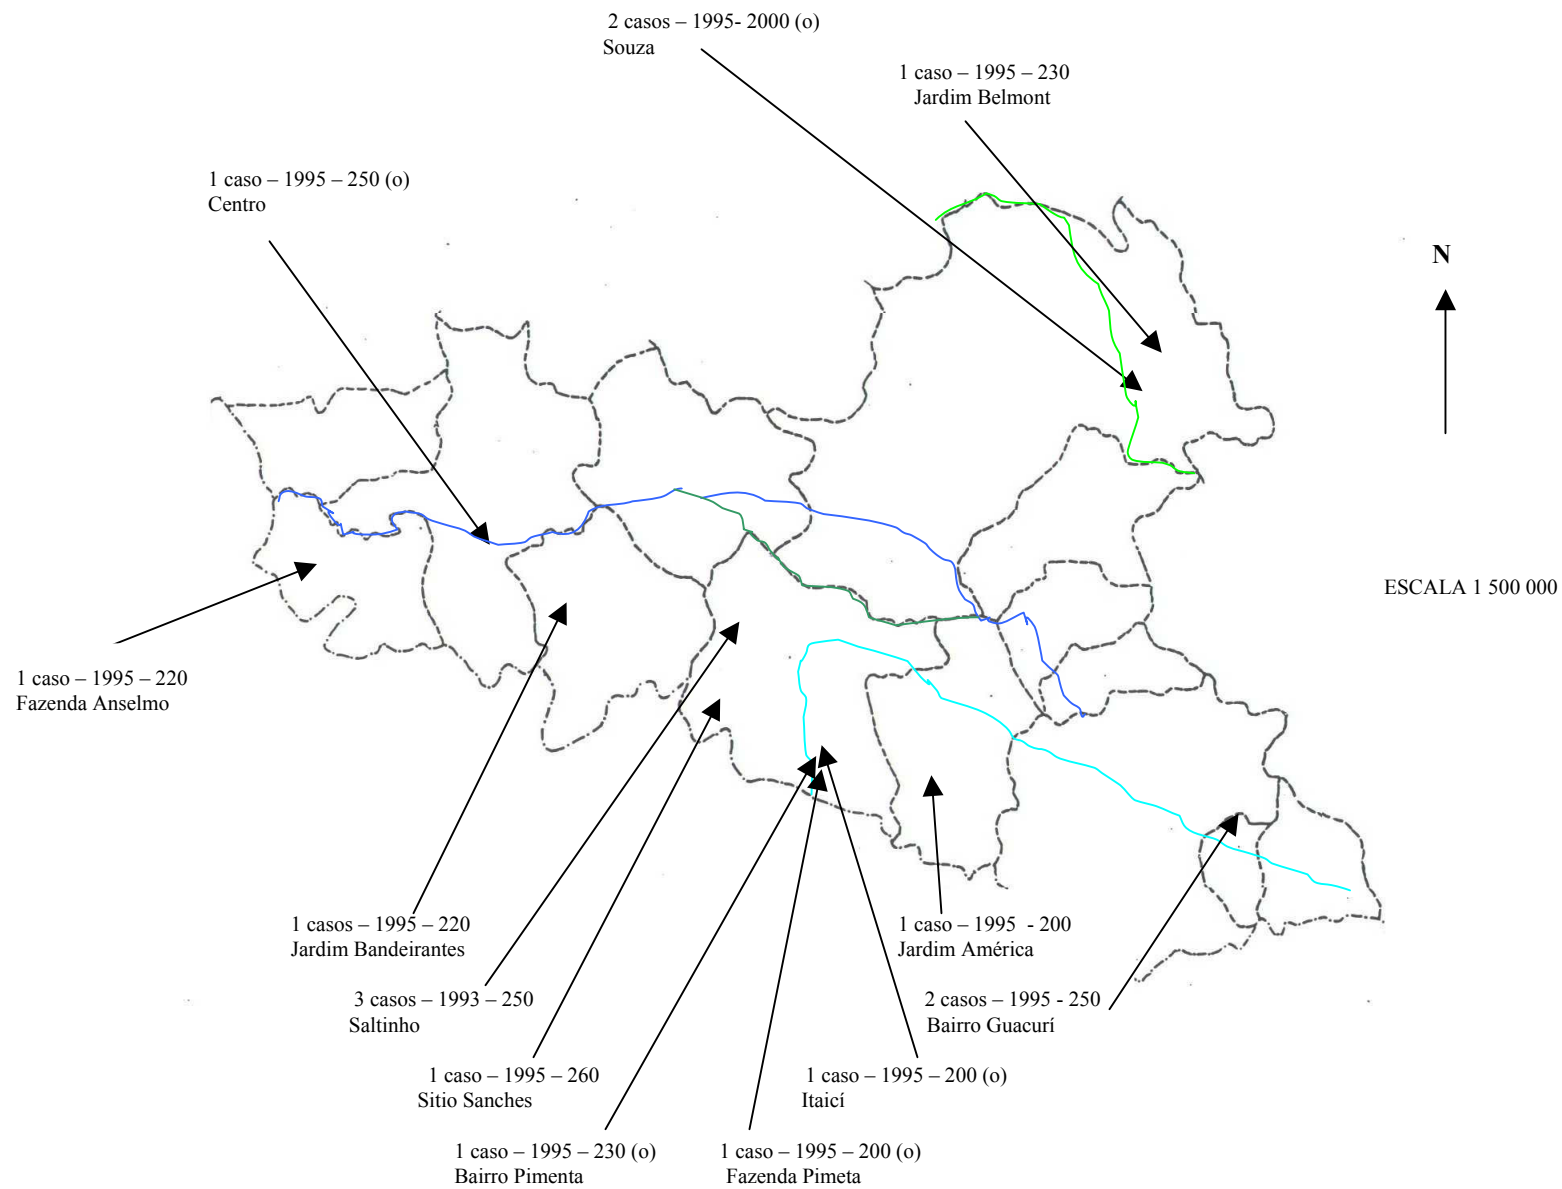 2 casos – 1995- 2000 (o)
Souza
1 caso – 1995 – 230
Jardim Belmont
1 caso – 1995 – 250 (o)
Centro
N
ESCALA 1 500 000
1 caso – 1995 – 220
Fazenda Anselmo
1 casos – 1995 – 220
Jardim Bandeirantes
1 caso – 1995 - 200
Jardim América
3 casos – 1993 – 250
Saltinho
2 casos – 1995 - 250
Bairro Guacurí
1 caso – 1995 – 260
Sitio Sanches
1 caso – 1995 – 200 (o)
Itaicí
1 caso – 1995 – 230 (o)
Bairro Pimenta
1 caso – 1995 – 200 (o)
Fazenda Pimeta